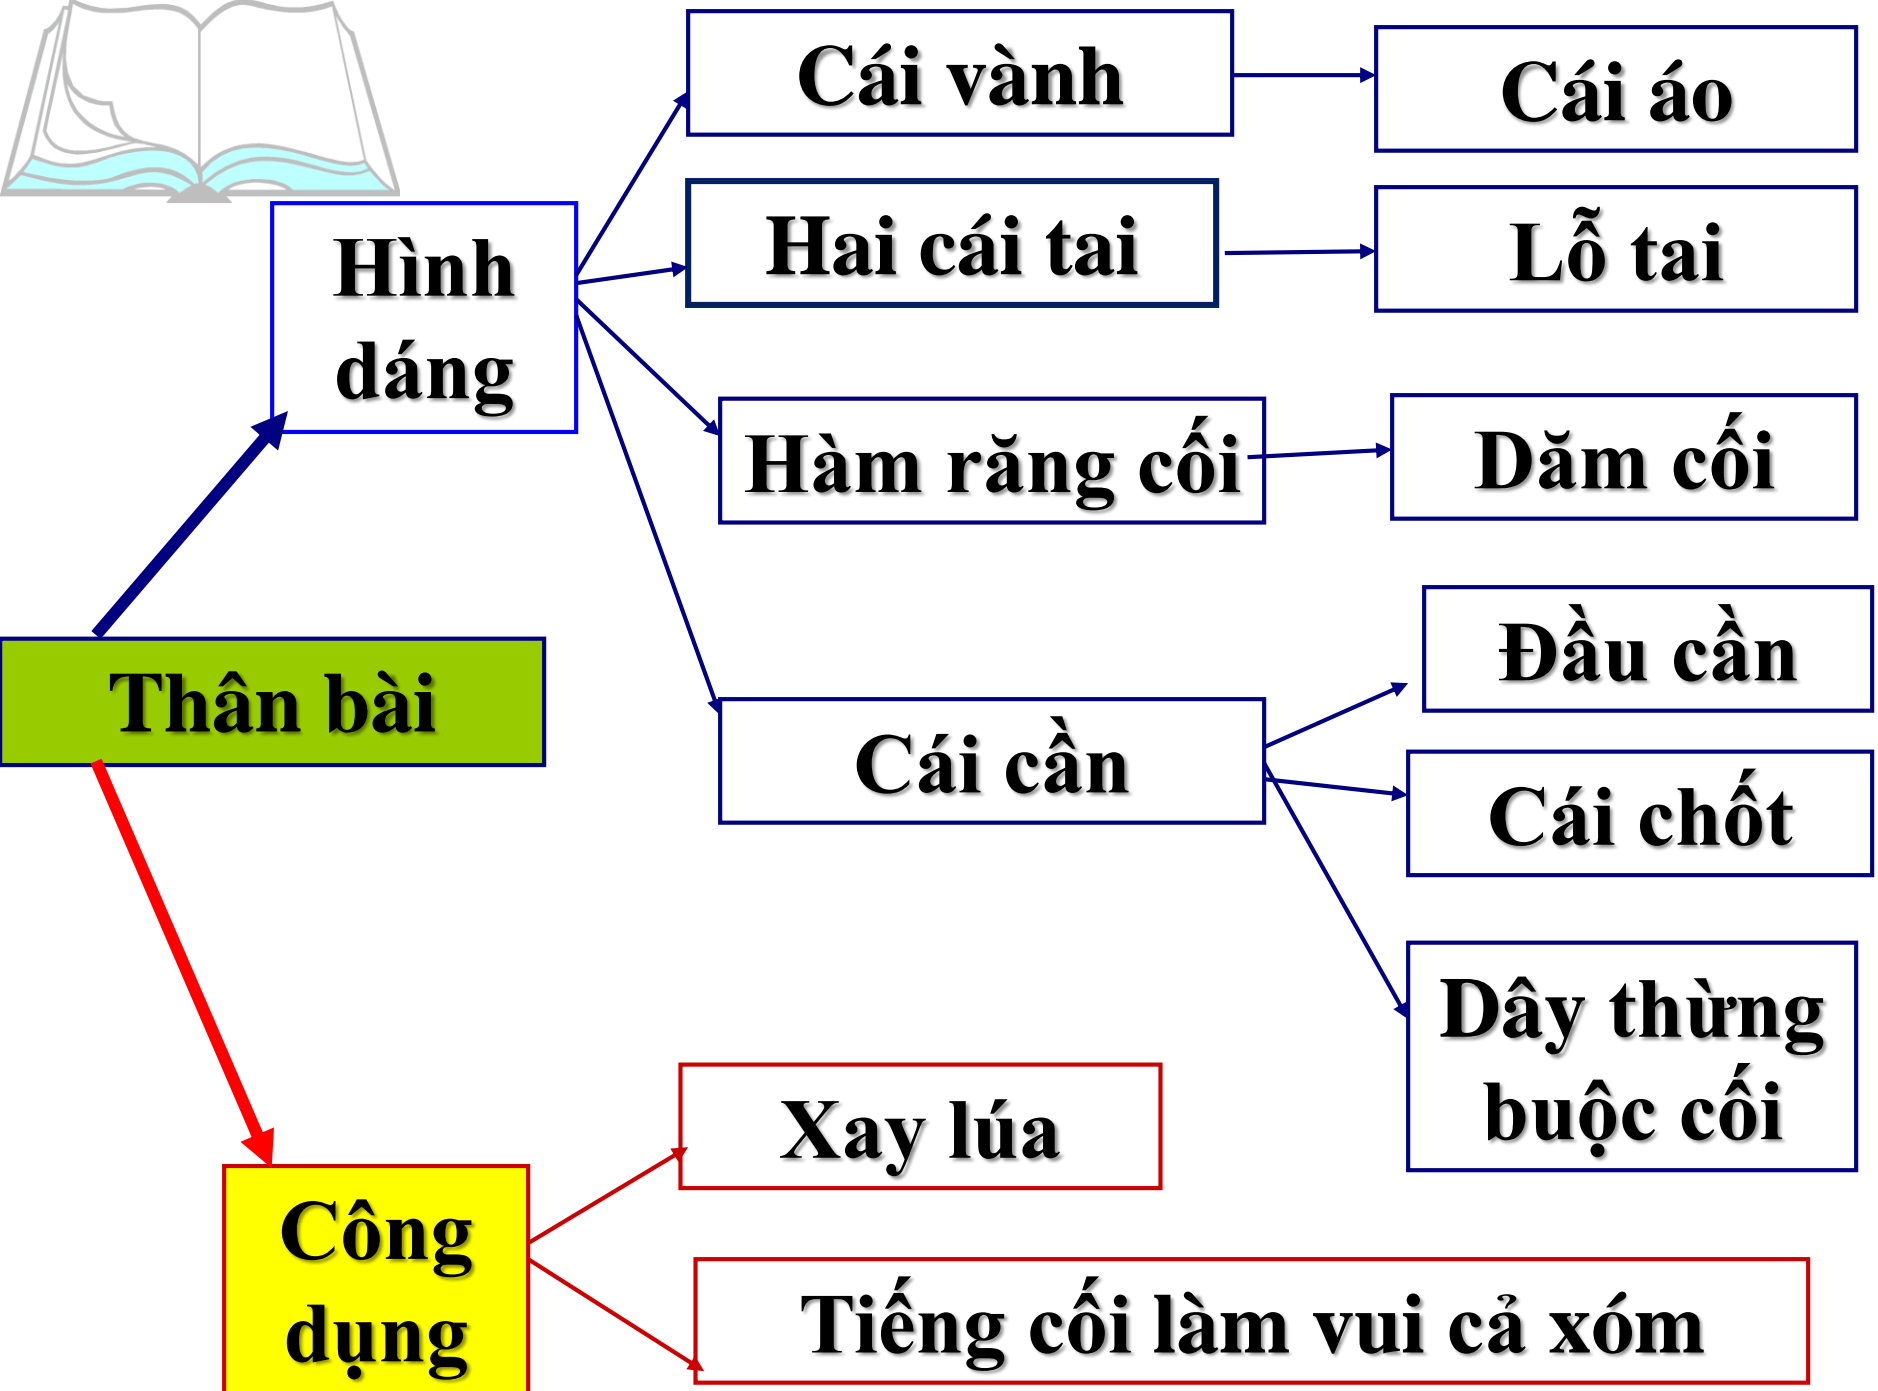 Cái vành
Cái áo
Hình
dáng
Hai cái tai
Lỗ tai
Hàm răng cối
Dăm cối
Thân bài
Cái cần
Đầu cần
Cái chốt
Dây thừng
buộc cối
Công
dụng
Xay lúa
Tiếng cối làm vui cả xóm